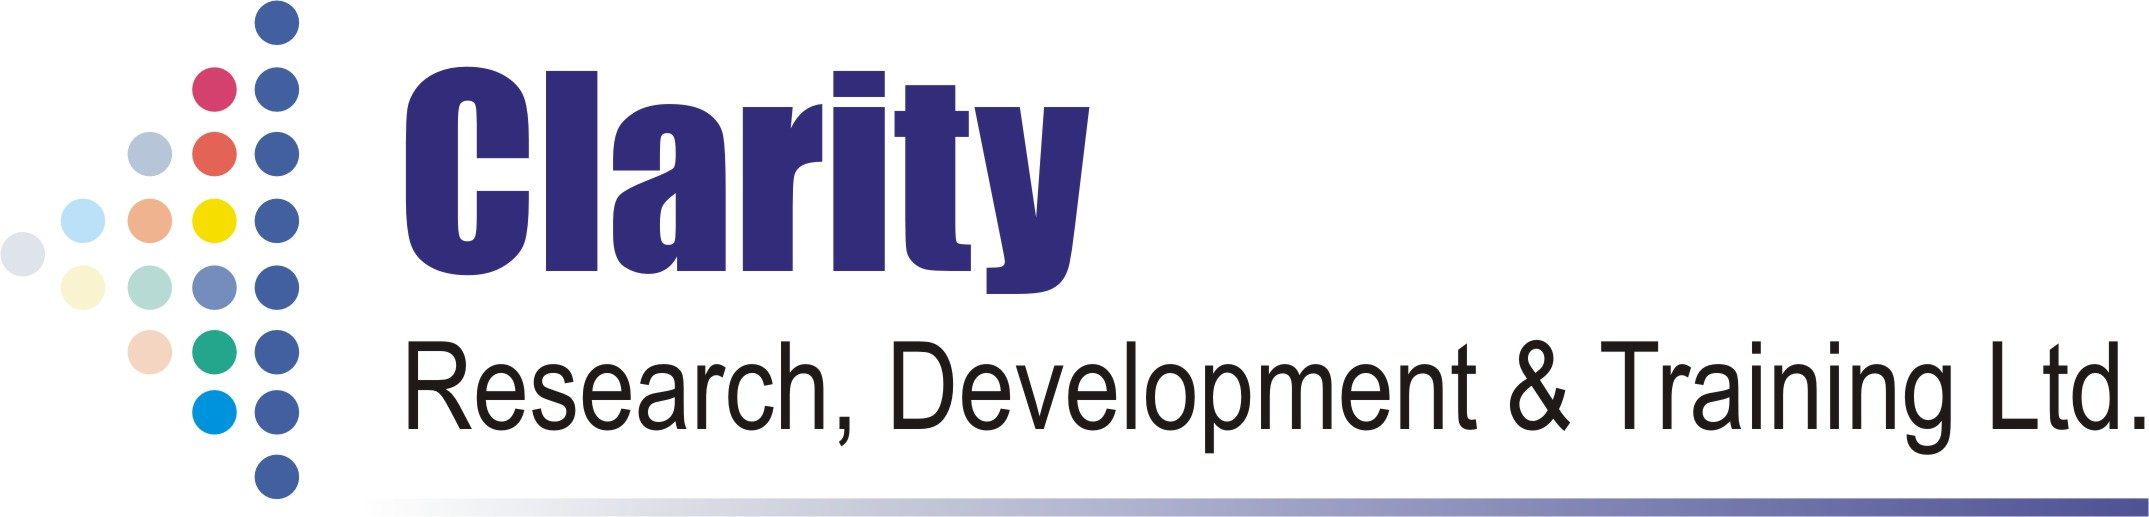 Clarity
Research, Development & Training Ltd.